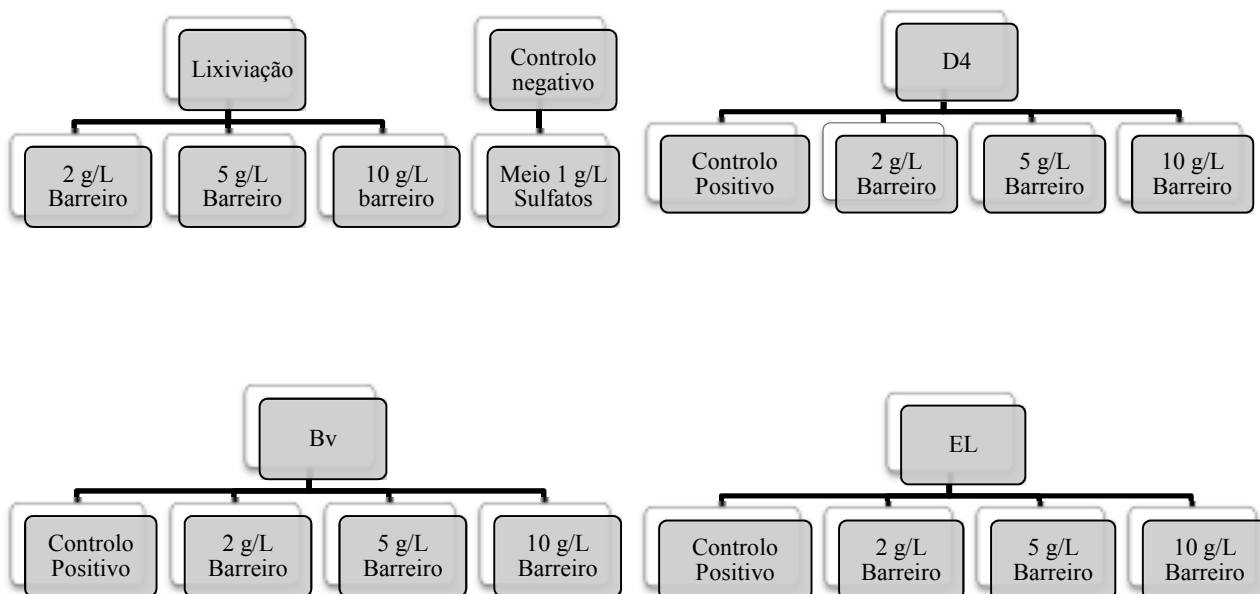 Lixiviação
2 g/L
Barreiro
5 g/L
Barreiro
10 g/L
barreiro
Controlo
negativo
Meio 1 g/L
Sulfatos
D4
Controlo
Positivo
2 g/L
Barreiro
5 g/L
Barreiro
10 g/L
Barreiro
Bv
Controlo
Positivo
2 g/L
Barreiro
5 g/L
Barreiro
10 g/L
Barreiro
EL
Controlo
Positivo
2 g/L
Barreiro
5 g/L
Barreiro
10 g/L
Barreiro